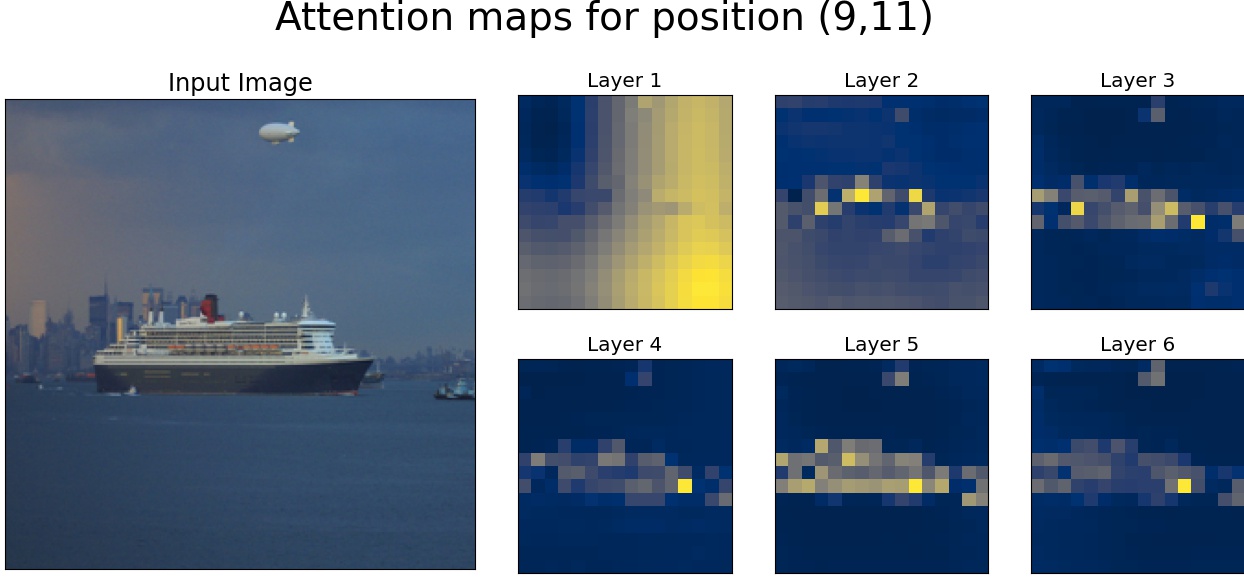 Attention maps for position (9,11)
Input Image
Layer 1
Layer 2
Layer 3
Layer 4
Layer 5
Layer 6